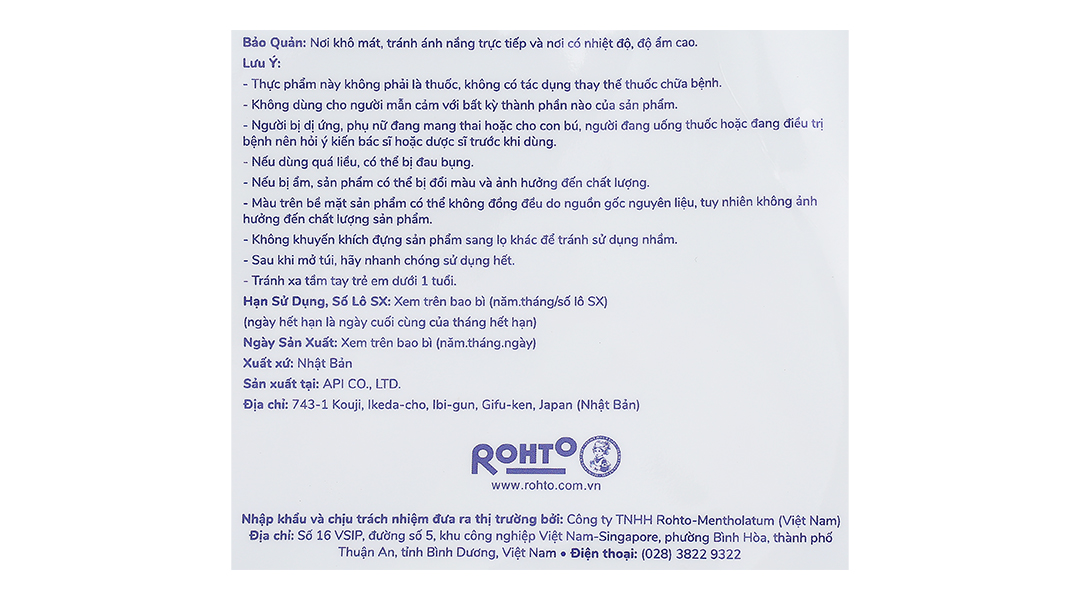 Bảo Quản: Nơi khô mát, tránh ánh nắng trực tiếp và nơi có nhiệt độ, độ ẩm cao.
Lưu Ý:
- Thực phẩm này không phải là thuốc, không có tác dụng thay thế thuốc chữa bệnh.
- Không dùng cho người mẫn cảm với bất kỳ thành phần nào của sản phẩm.
- Người bị dị ứng, phụ nữ đang mang thai hoặc cho con bú, người đang uống thuốc hoặc đang điều trị
bệnh nên hỏi ý kiến bác sĩ hoặc dược sĩ trước khi dùng.
- Nếu dùng quá liều, có thể bị đau bụng.
- Nếu bị ẩm, sản phẩm có thể bị đổi màu và ảnh hưởng đến chất lượng.
- Màu trên bề mặt sản phẩm có thể không đồng đều do nguồn gốc nguyên liệu, tuy nhiên không ảnh
hưởng đến chất lượng sản phẩm.
- Không khuyến khích đựng sản phẩm sang lọ khác để tránh sử dụng nhầm.
- Sau khi mở túi, hãy nhanh chóng sử dụng hết.
- Tránh xa tầm tay trẻ em dưới 1 tuổi.
Hạn Sử Dụng, Số Lô SX: Xem trên bao bì (năm.tháng/số lô SX)
(ngày hết hạn là ngày cuối cùng của tháng hết hạn)
Ngày Sản Xuất: Xem trên bao bì (năm.tháng.ngày)
Xuất xứ: Nhật Bản
Sản xuất tại: API CO., LTD.
Địa chỉ: 743-1 Kouji, Ikeda-cho, Ibi-gun, Gifu-ken, Japan (Nhật Bản)
ROHTO
www.rohto.com.vn
Nhập khẩu và chịu trách nhiệm đưa ra thị trường bởi: Công ty TNHH Rohto-Mentholatum (Việt Nam)
Địa chỉ: Số 16 VSIP, đường số 5, khu công nghiệp Việt Nam-Singapore, phường Bình Hòa, thành phố
Thuận An, tỉnh Bình Dương, Việt Nam • Điện thoại: (028) 3822 9322